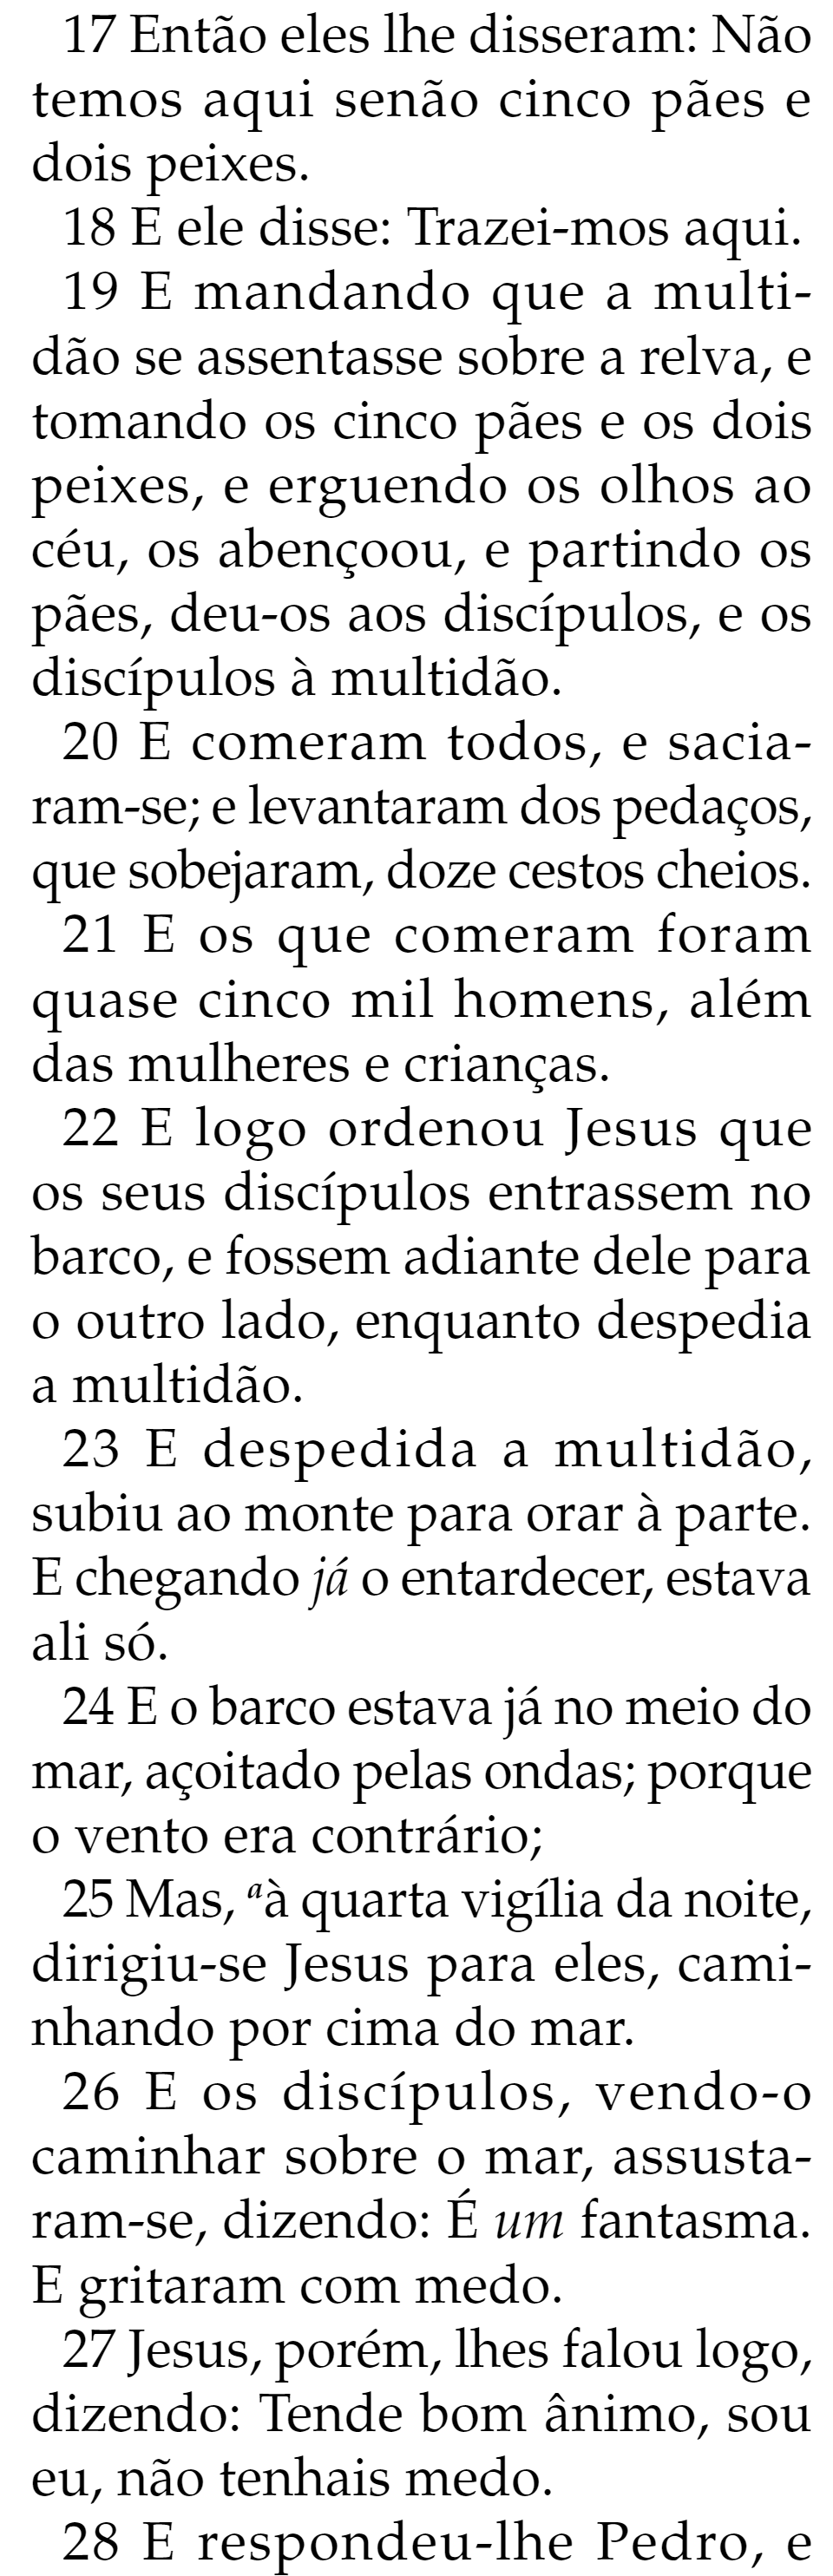 17 Então eles lhe disseram: Não
temos aqui senão cinco pães e
dois peixes.
18 E ele disse: Trazei-mos aqui.
19 E mandando que a multi-
dão se assentasse sobre a relva, e
tomando os cinco pães e os dois
peixes, e erguendo os olhos ao
céu, os abençoou, e partindo os
pães, deu-os aos discípulos, e os
discípulos à multidão.
20 E comeram todos, e sacia-
ram-se; e levantaram dos pedaços,
que sobejaram, doze cestos cheios.
21 E os que comeram foram
quase cinco mil homens, além
das mulheres e crianças.
22 E logo ordenou Jesus que
os seus discípulos entrassem no
barco, e fossem adiante dele para
o outro lado, enquanto despedia
a multidão.
23 E despedida a multidão,
subiu ao monte para orar à parte.
E chegando já o entardecer, estava
ali só.
24 E o barco estava já no meio do
mar, açoitado pelas ondas; porque
o vento era contrário;
25 Mas, ªà quarta vigília da noite,
dirigiu-se Jesus para eles, cami-
nhando por cima do mar.
26 E os discípulos, vendo-o
caminhar sobre o mar, assusta-
ram-se, dizendo: É um fantasma.
E gritaram com medo.
27 Jesus, porém, lhes falou logo,
dizendo: Tende bom ânimo, sou
eu, não tenhais medo.
28 E respondeu-lhe Pedro, e